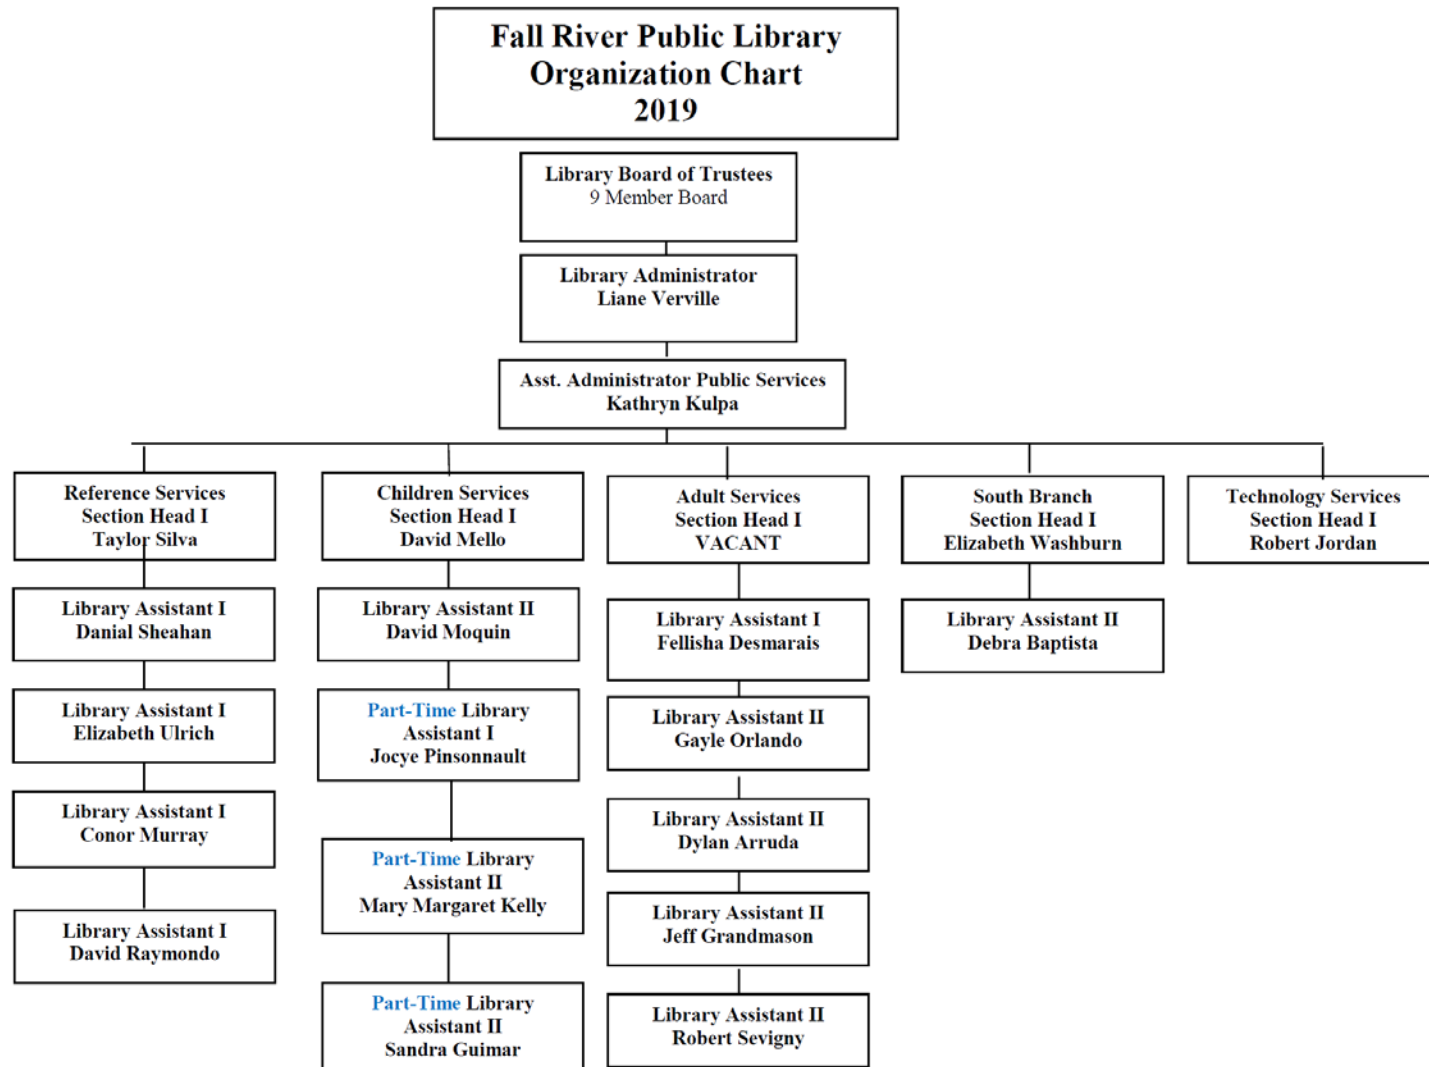 Fall River Public Library
Organization Chart
2019
Library Board of Trustees
9 Member Board
Library Administrator
Liane Verville
Asst. Administrator Public Services
Kathryn Kulpa
Reference Services
Section Head I
Taylor Silva
Library Assistant I
Danial Sheahan
Library Assistant I
Elizabeth Ulrich
Library Assistant I
Conor Murray
Library Assistant I
David Raymondo
Children Services
Section Head I
David Mello
Library Assistant II
David Moquin
Part-Time Library
Assistant I
Jocye Pinsonnault
Part-Time Library
Assistant II
Mary Margaret Kelly
Part-Time Library
Assistant II
Sandra Guimar
Adult Services
Section Head I
VACANT
Library Assistant I
Fellisha Desmarais
Library Assistant II
Gayle Orlando
Library Assistant II
Dylan Arruda
Library Assistant II
Jeff Grandmason
Library Assistant II
Robert Sevigny
South Branch
Section Head I
Elizabeth Washburn
Library Assistant II
Debra Baptista
Technology Services
Section Head I
Robert Jordan